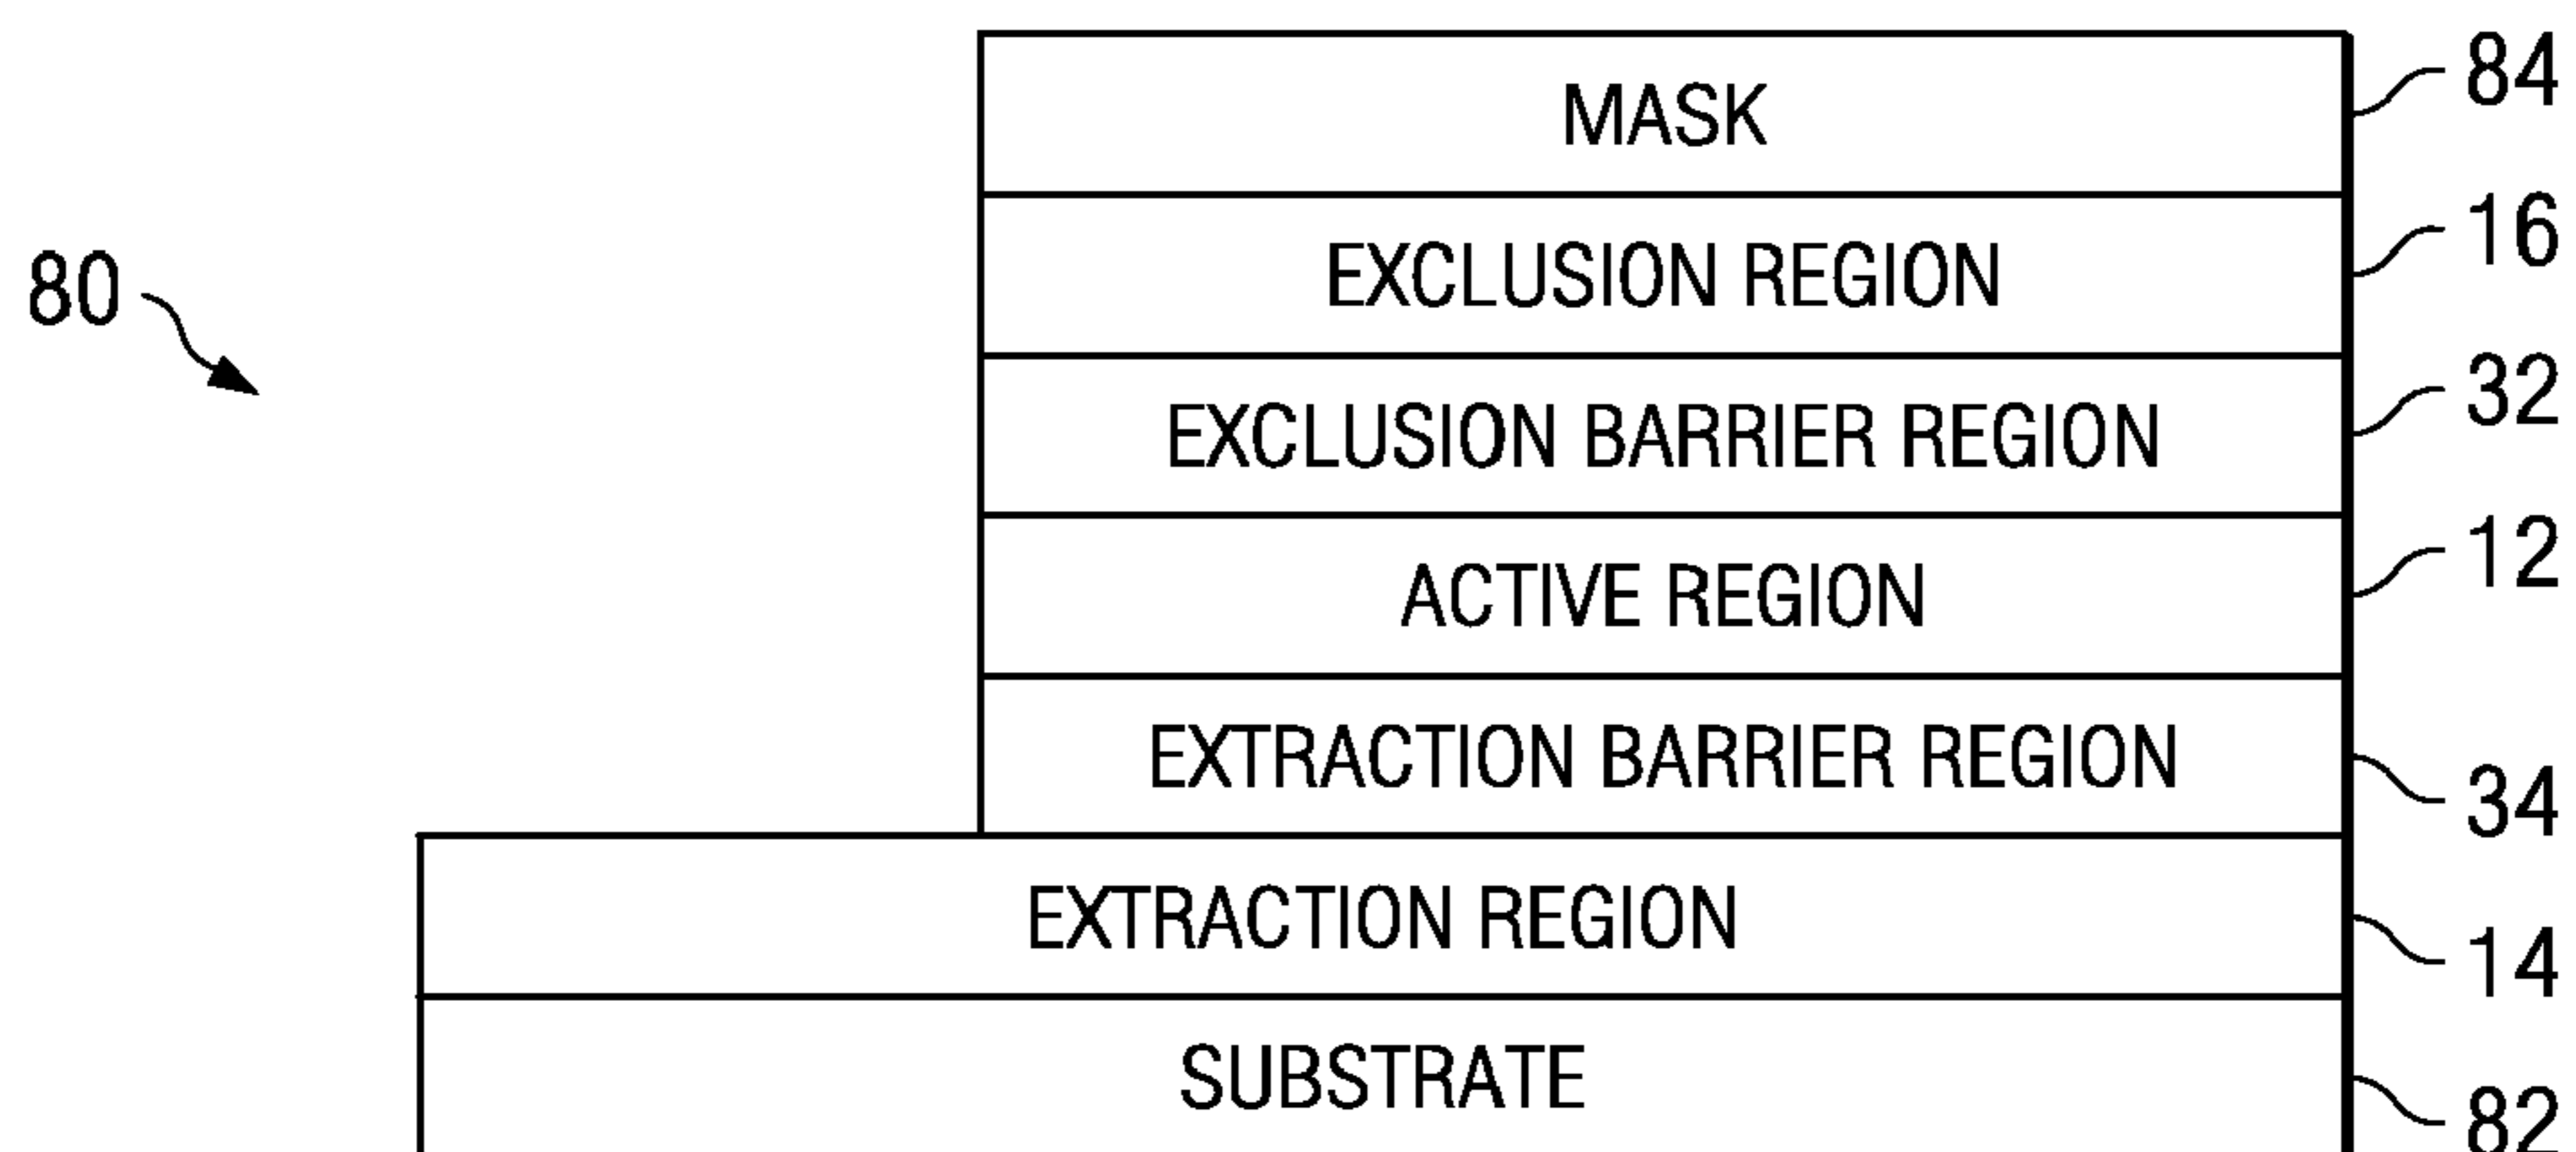 MASK 84
EXCLUSION REGION 16
80
EXCLUSION BARRIER REGION 32
ACTIVE REGION 12
EXTRACTION BARRIER REGION 34
EXTRACTION REGION 14
SUBSTRATE 82